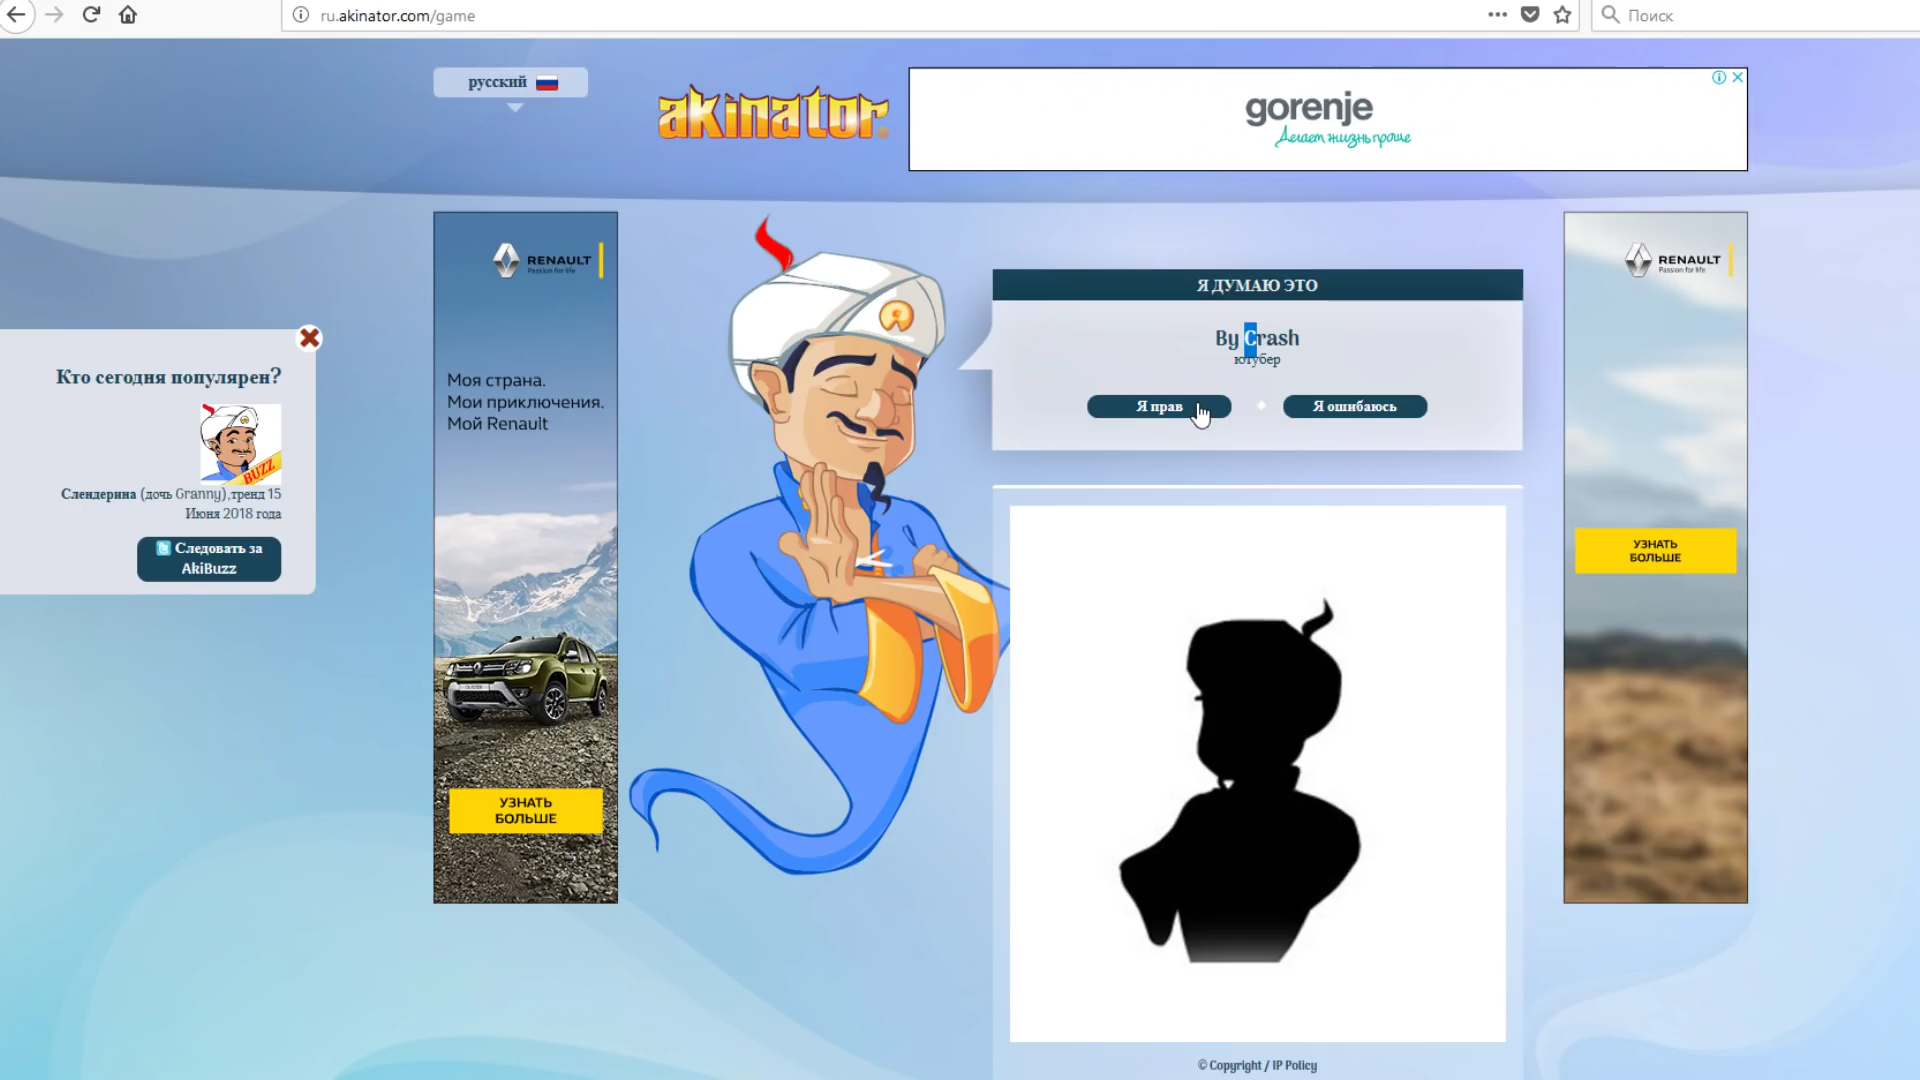 ru.akinator.com/game
Поиск
русский
akinator
gorenje
Делает жизнь проще
RENAULT
Passion for life
Моя страна.
Мои приключения.
Мой Renault
УЗНАТЬ
БОЛЬШЕ
Кто сегодня популярен?
BUZZ
Слендерина (дочь Granny),тренд 15
Июня 2018 года
Следовать за
AkiBuzz
Я ДУМАЮ ЭТО
By Crash
ютубер
Я прав
Я ошибаюсь
RENAULT
Passion for life
УЗНАТЬ
БОЛЬШЕ
© Copyright / IP Policy